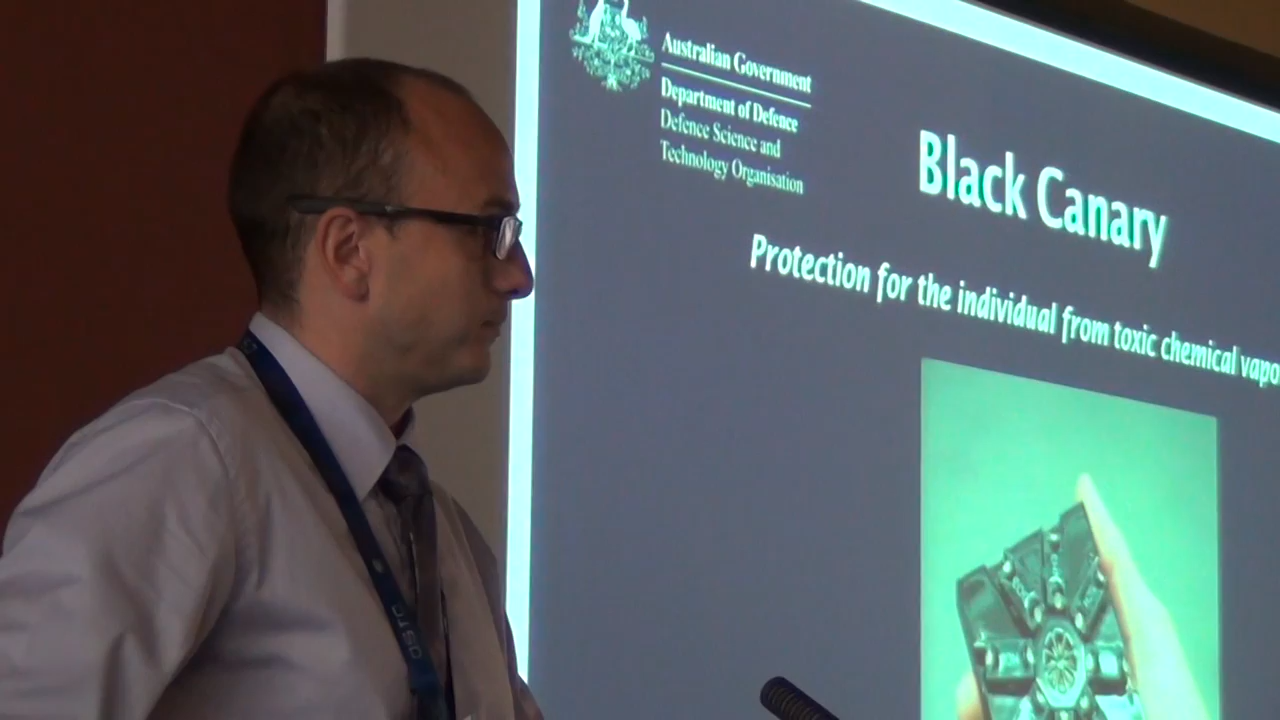 Australian Government
Department of Defence
Defence Science and
Technology Organisation
Black Canary
Protection for the individual from toxic chemical vapo